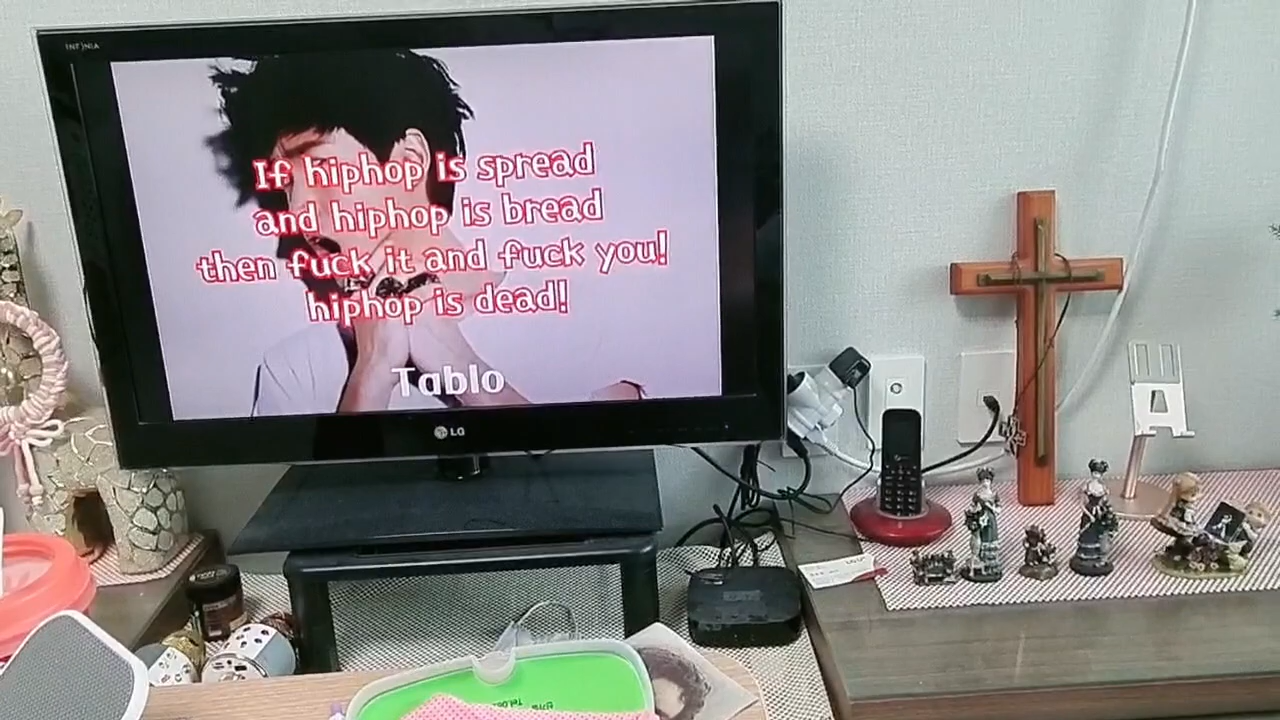 INFINIA
If hiphop is spread
and hiphop is bread
then fuck it and fuck you!
hiphop is dead!
Tablo
LG